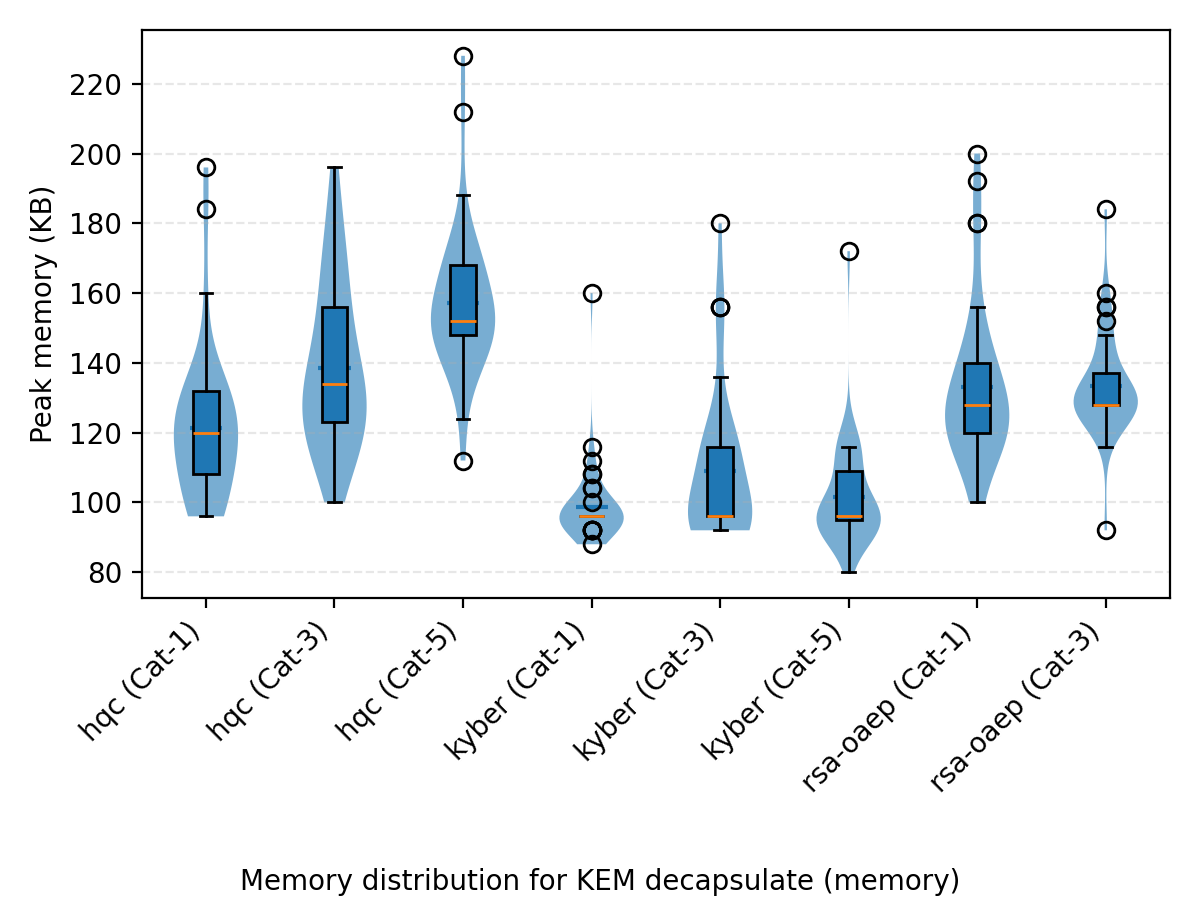 220
200
180
160
140
120
100
80
Peak memory (KB)
hqc (Cat-1)
hqc (Cat-3)
hqc (Cat-5)
kyber (Cat-1)
kyber (Cat-3)
kyber (Cat-5)
rsa-oaep (Cat-1)
rsa-oaep (Cat-3)
Memory distribution for KEM decapsulate (memory)